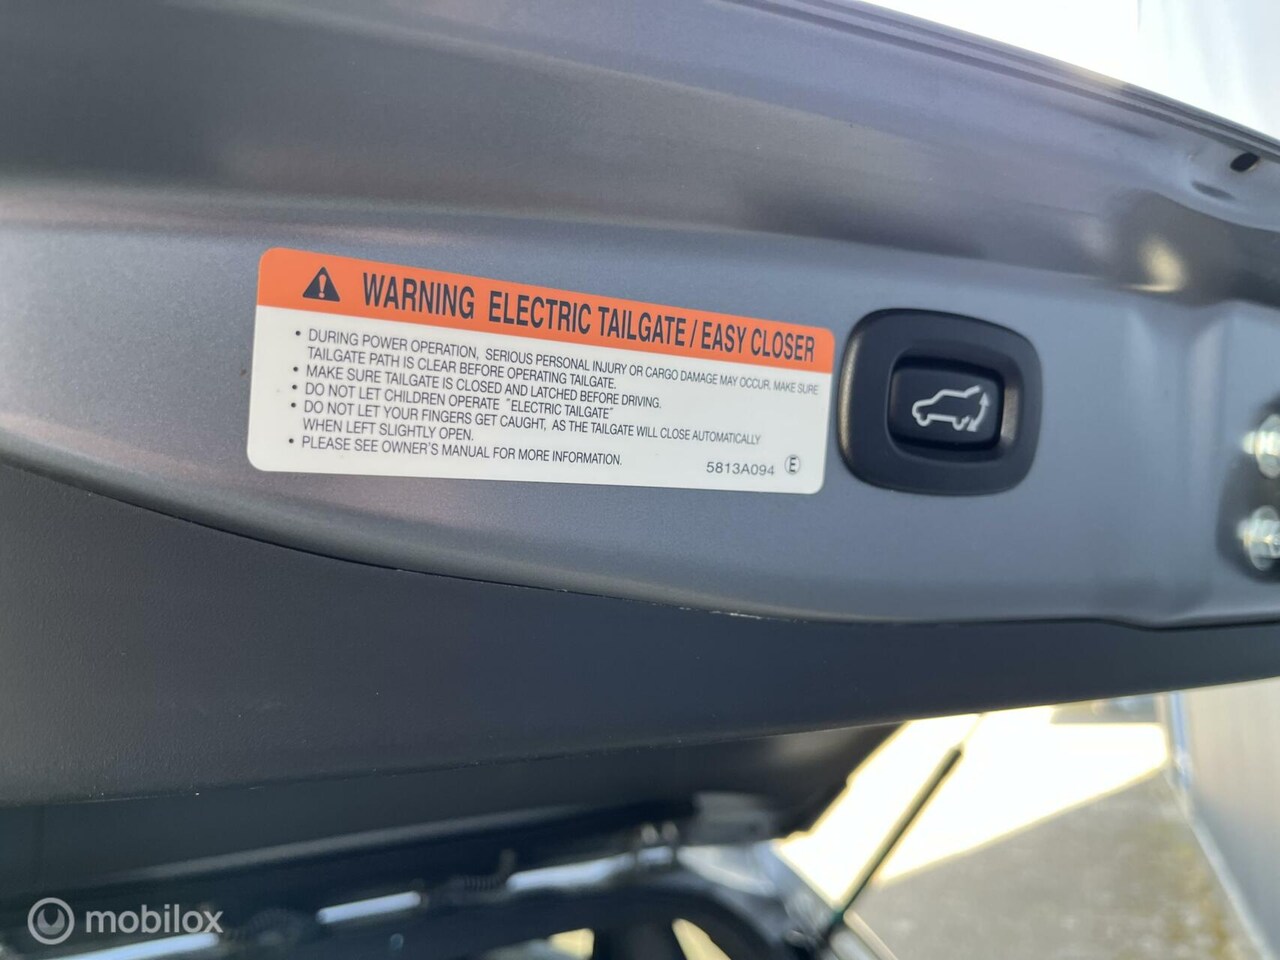 WARNING ELECTRIC TAILGATE / EASY CLOSER
• DURING POWER OPERATION, SERIOUS PERSONAL INJURY OR CARGO DAMAGE MAY OCCUR. MAKE SURE
TAILGATE PATH IS CLEAR BEFORE OPERATING TAILGATE.
• MAKE SURE TAILGATE IS CLOSED AND LATCHED BEFORE DRIVING.
• DO NOT LET CHILDREN OPERATE "ELECTRIC TAILGATE"
• DO NOT LET YOUR FINGERS GET CAUGHT, AS THE TAILGATE WILL CLOSE AUTOMATICALLY
WHEN LEFT SLIGHTLY OPEN.
• PLEASE SEE OWNER'S MANUAL FOR MORE INFORMATION.
5813A094 Ⓔ
mobilox